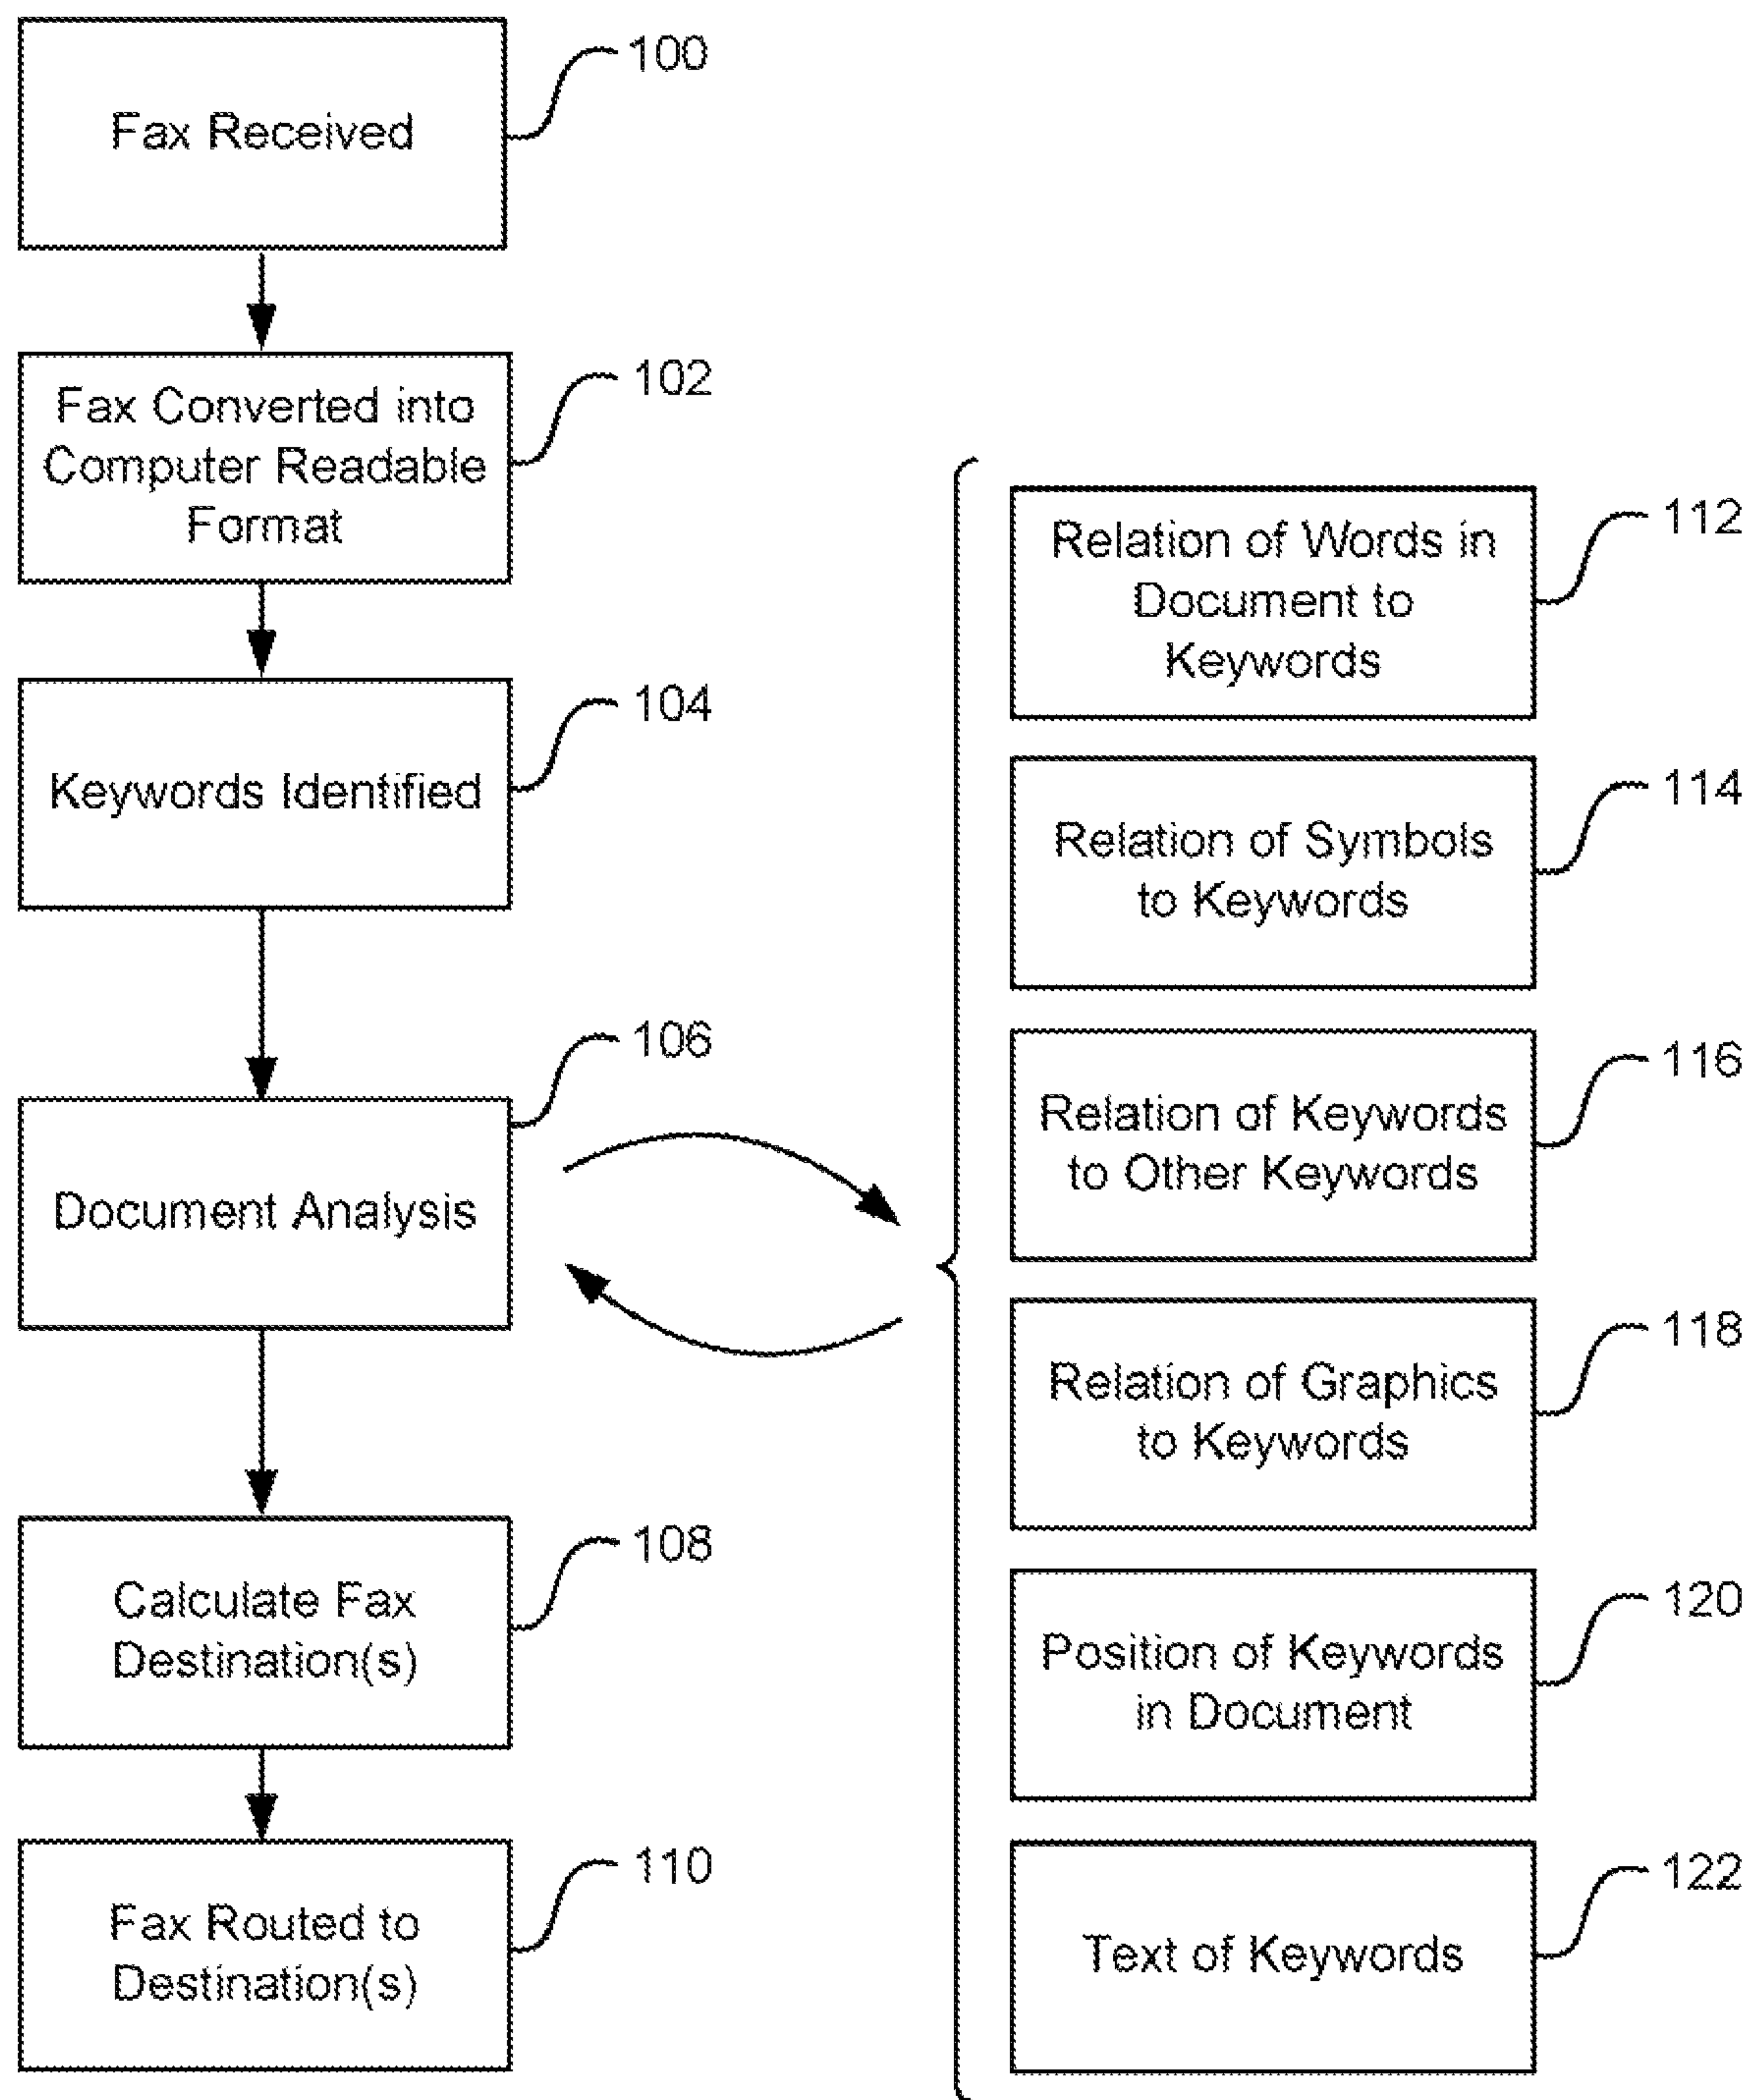 Fax Received
100
Fax Converted into
Computer Readable
Format
102
Keywords Identified
104
Document Analysis
106
Calculate Fax
Destination(s)
108
Fax Routed to
Destination(s)
110
Relation of Words in
Document to
Keywords
112
Relation of Symbols
to Keywords
114
Relation of Keywords
to Other Keywords
116
Relation of Graphics
to Keywords
118
Position of Keywords
in Document
120
Text of Keywords
122